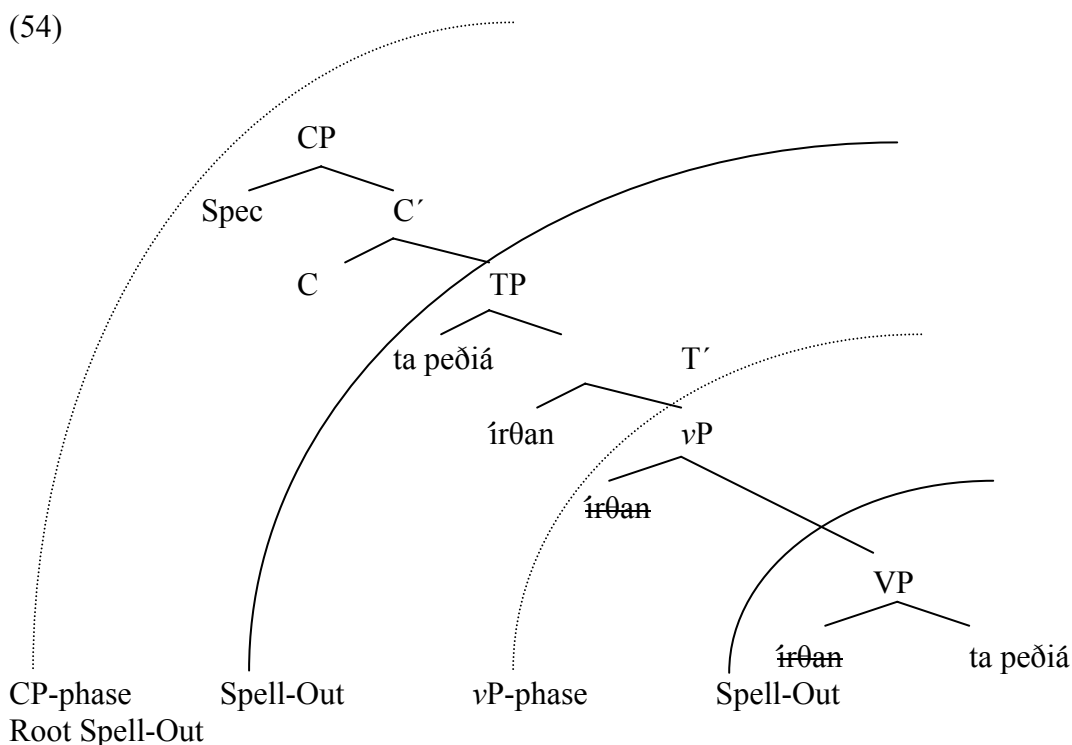 (54)
CP
Spec C´
C TP
ta peðiá T´
írθan vP
írθan
VP
írθan ta peðiá
CP-phase Spell-Out vP-phase Spell-Out
Root Spell-Out